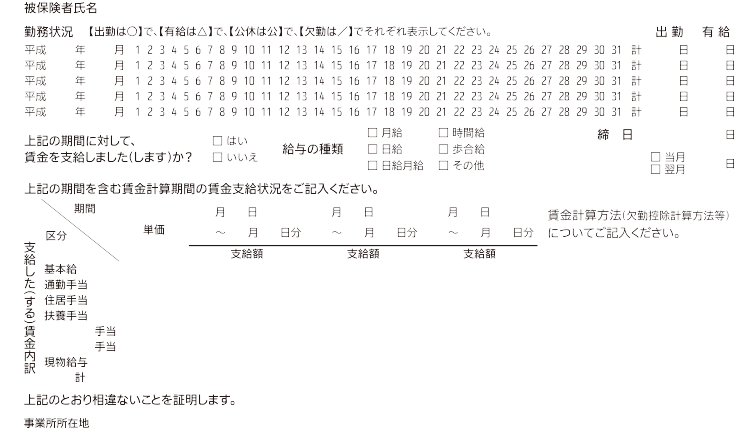 被保険者氏名
勤務状況 【出勤は○】で、【有給は△】で、【公休は公】で、【欠勤は／】でそれぞれ表示してください。 出勤 有給
平成 年 月 1 2 3 4 5 6 7 8 9 10 11 12 13 14 15 16 17 18 19 20 21 22 23 24 25 26 27 28 29 30 31 計 日 日
平成 年 月 1 2 3 4 5 6 7 8 9 10 11 12 13 14 15 16 17 18 19 20 21 22 23 24 25 26 27 28 29 30 31 計 日 日
平成 年 月 1 2 3 4 5 6 7 8 9 10 11 12 13 14 15 16 17 18 19 20 21 22 23 24 25 26 27 28 29 30 31 計 日 日
平成 年 月 1 2 3 4 5 6 7 8 9 10 11 12 13 14 15 16 17 18 19 20 21 22 23 24 25 26 27 28 29 30 31 計 日 日
平成 年 月 1 2 3 4 5 6 7 8 9 10 11 12 13 14 15 16 17 18 19 20 21 22 23 24 25 26 27 28 29 30 31 計 日 日
上記の期間に対して、
賃金を支給しました(します)か？
□ はい
□ いいえ
給与の種類
□ 月給 □ 時間給
□ 日給 □ 歩合給
□ 日給月給 □ その他
締 日 日
□ 当月
□ 翌月
日
上記の期間を含む賃金計算期間の賃金支給状況をご記入ください。
期間
区分
単価
月 日 月 日 月 日
～ 月 日分 ～ 月 日分 ～ 月 日分
支給額 支給額 支給額
賃金計算方法(欠勤控除計算方法等)
についてご記入ください。
支給した(する)賃金内訳
基本給
通勤手当
住居手当
扶養手当
手当
手当
現物給与
計
上記のとおり相違ないことを証明します。
事業所所在地